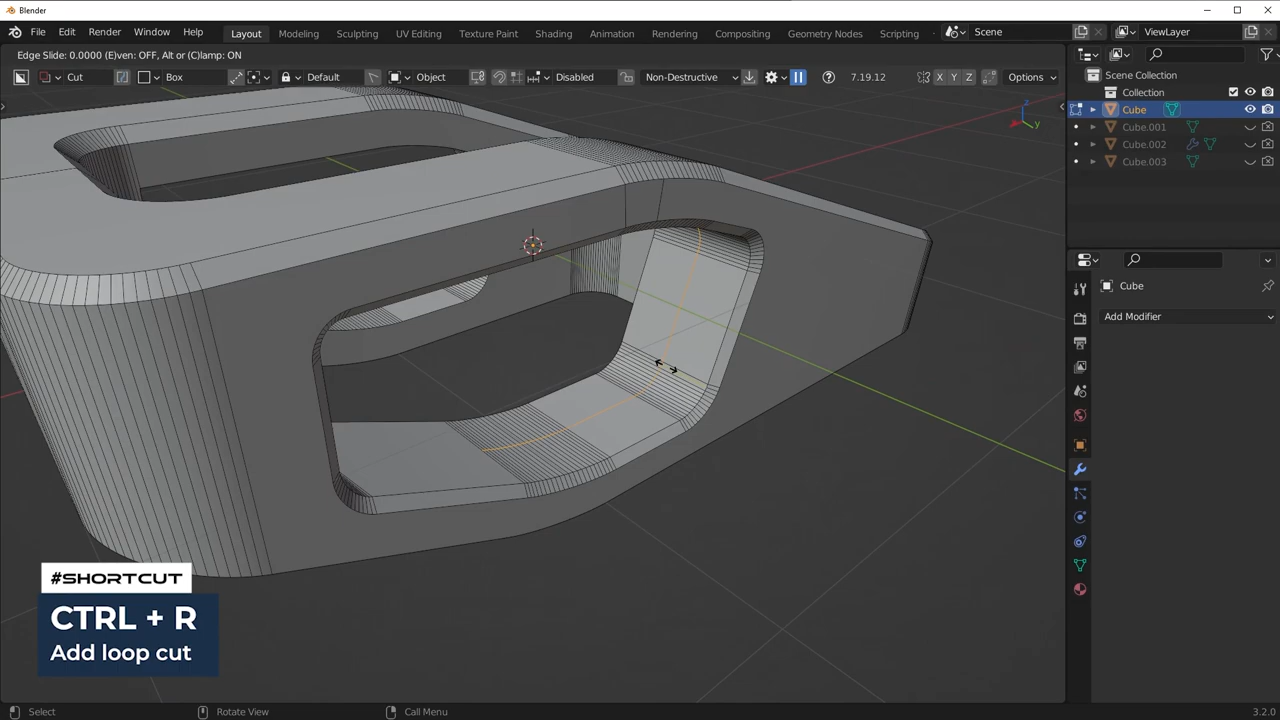 Blender
File Edit Render Window Help Layout Modeling Sculpting UV Editing Texture Paint Shading Animation Rendering Compositing Geometry Nodes Scripting Scene ViewLayer
Edge Slide: 0.0000 (E)ven: OFF, Alt or (C)lamp: ON
Cut Box Default Object Disabled Non-Destructive 7.19.12 X Y Z Options
Scene Collection
Collection
Cube
Cube.001
Cube.002
Cube.003
z
y
Cube
Add Modifier
#SHORTCUT
CTRL + R
Add loop cut
Select Rotate View Call Menu 3.2.0